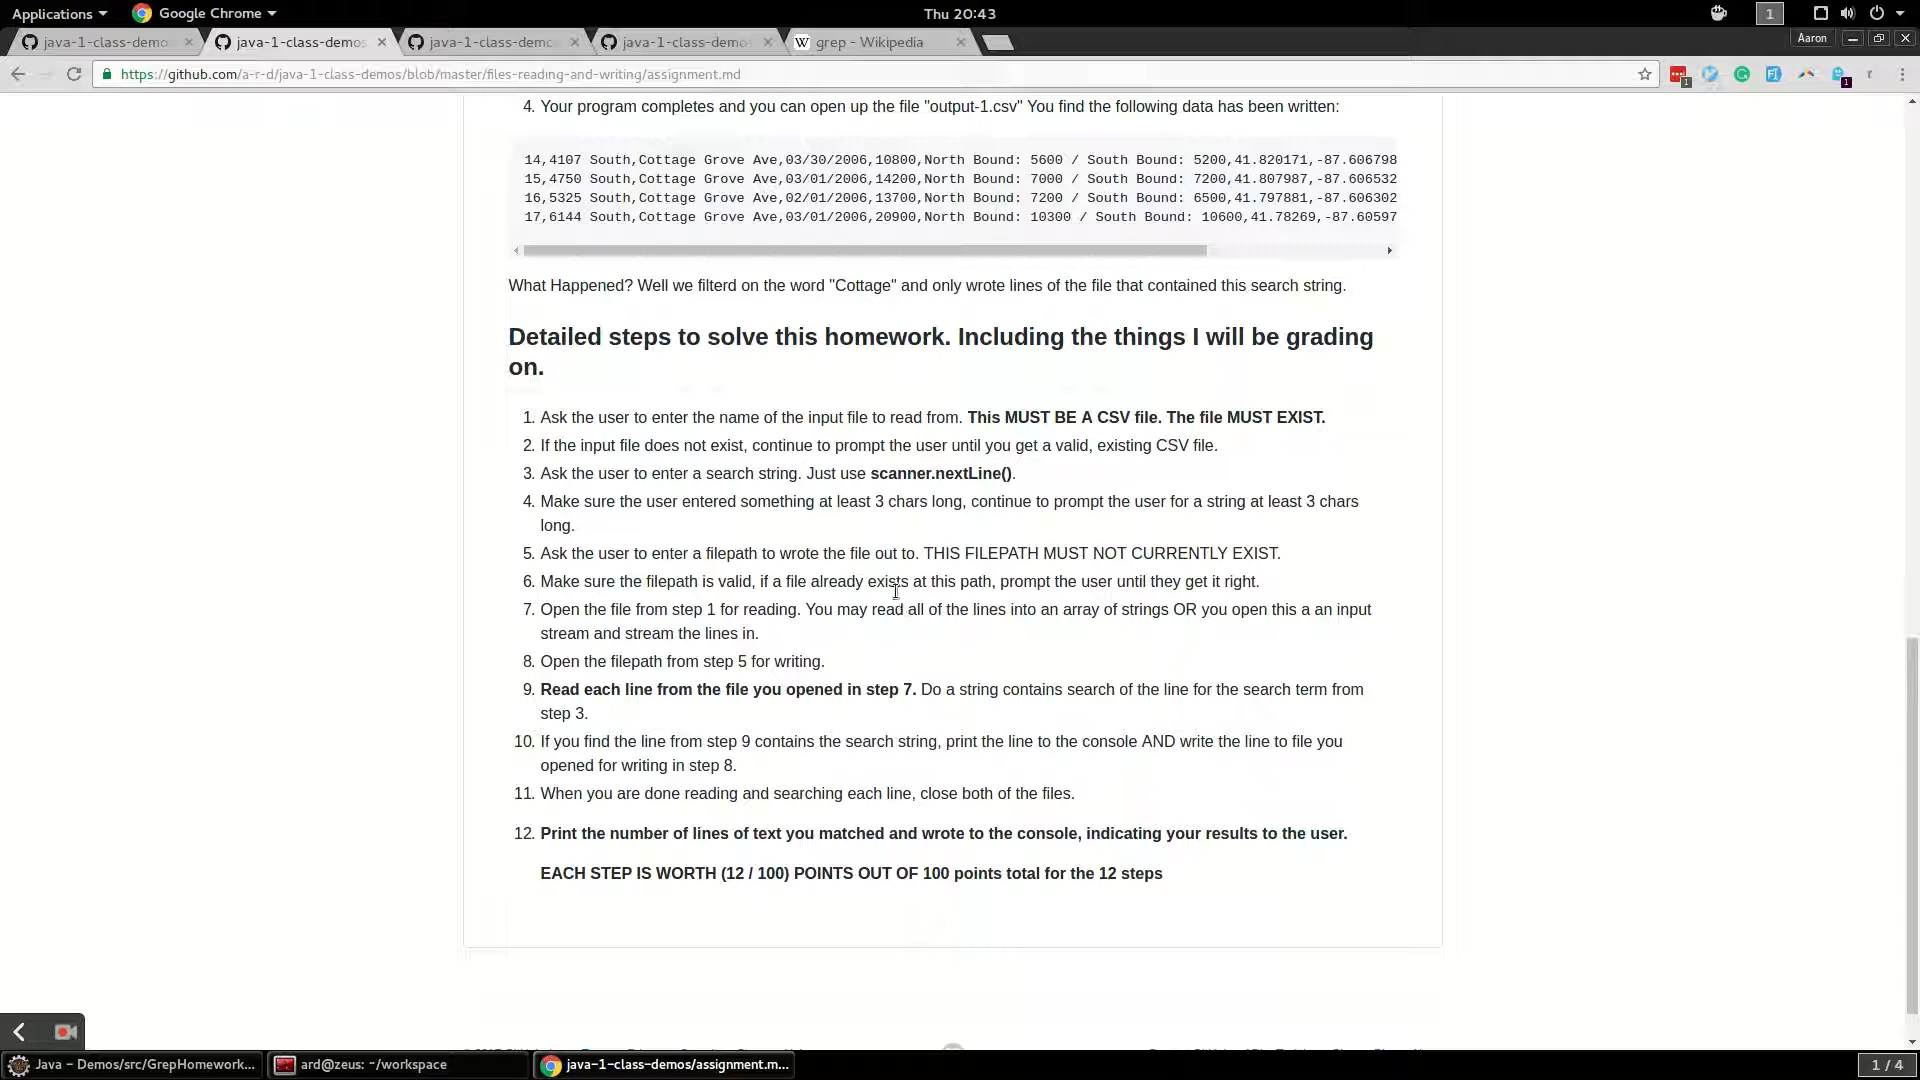 Applications
Google Chrome
Thu 20:43
1
java-1-class-demo
java-1-class-demos
java-1-class-demo
java-1-class-demo
grep - Wikipedia
Aaron
https://github.com/a-r-d/java-1-class-demos/blob/master/files-reading-and-writing/assignment.md
4. Your program completes and you can open up the file "output-1.csv" You find the following data has been written:
14,4107 South,Cottage Grove Ave,03/30/2006,10800,North Bound: 5600 / South Bound: 5200,41.820171,-87.606798
15,4750 South,Cottage Grove Ave,03/01/2006,14200,North Bound: 7000 / South Bound: 7200,41.807987,-87.606532
16,5325 South,Cottage Grove Ave,02/01/2006,13700,North Bound: 7200 / South Bound: 6500,41.797881,-87.606302
17,6144 South,Cottage Grove Ave,03/01/2006,20900,North Bound: 10300 / South Bound: 10600,41.78269,-87.60597
What Happened? Well we filterd on the word "Cottage" and only wrote lines of the file that contained this search string.
Detailed steps to solve this homework. Including the things I will be grading
on.
1. Ask the user to enter the name of the input file to read from. This MUST BE A CSV file. The file MUST EXIST.
2. If the input file does not exist, continue to prompt the user until you get a valid, existing CSV file.
3. Ask the user to enter a search string. Just use scanner.nextLine().
4. Make sure the user entered something at least 3 chars long, continue to prompt the user for a string at least 3 chars
long.
5. Ask the user to enter a filepath to wrote the file out to. THIS FILEPATH MUST NOT CURRENTLY EXIST.
6. Make sure the filepath is valid, if a file already exists at this path, prompt the user until they get it right.
7. Open the file from step 1 for reading. You may read all of the lines into an array of strings OR you open this a an input
stream and stream the lines in.
8. Open the filepath from step 5 for writing.
9. Read each line from the file you opened in step 7. Do a string contains search of the line for the search term from
step 3.
10. If you find the line from step 9 contains the search string, print the line to the console AND write the line to file you
opened for writing in step 8.
11. When you are done reading and searching each line, close both of the files.
12. Print the number of lines of text you matched and wrote to the console, indicating your results to the user.
EACH STEP IS WORTH (12 / 100) POINTS OUT OF 100 points total for the 12 steps
Java - Demos/src/GrepHomework...
ard@zeus: ~/workspace
java-1-class-demos/assignment.m...
1 / 4